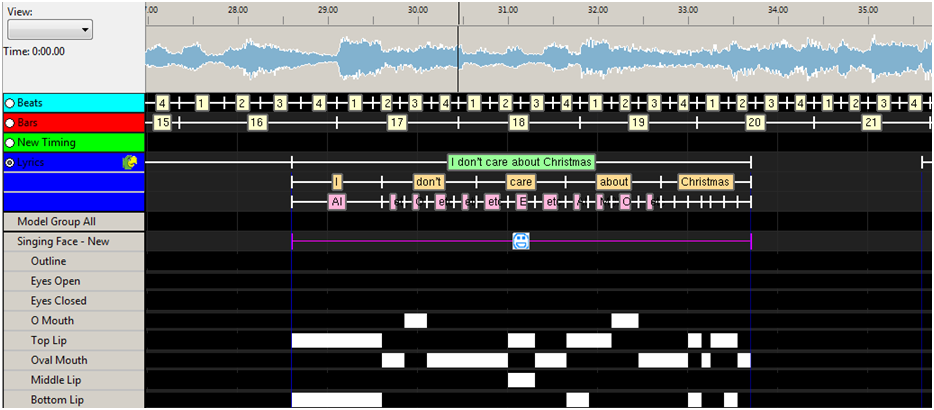 View:
Time: 0:00.00
7.00 28.00 29.00 30.00 31.00 32.00 33.00 34.00 35.00
Beats 4 1 2 3 4 1 2 3 4 1 2 3 4 1 2 3 4 1 2 3 4 1 2 3 4
Bars 15 16 17 18 19 20 21
New Timing
Lyrics I don't care about Christmas
I don't care about Christmas
AI O E etc A O
Model Group All
Singing Face - New
Outline
Eyes Open
Eyes Closed
O Mouth
Top Lip
Oval Mouth
Middle Lip
Bottom Lip